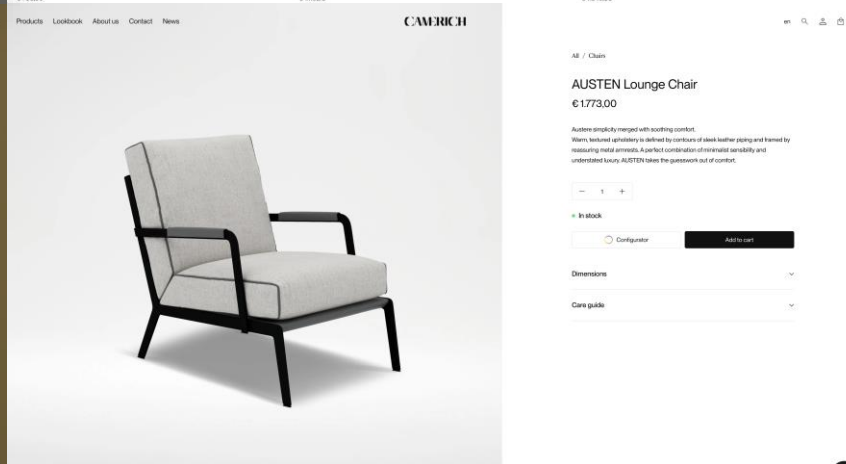 Products Lookbook About us Contact News
CAMERICH
en
All / Chairs
AUSTEN Lounge Chair
€ 1.773,00
Austere simplicity merged with soothing comfort.
Warm, textured upholstery is defined by contours of sleek leather piping and framed by
reassuring metal armrests. A perfect combination of minimalist sensibility and
understated luxury. AUSTEN takes the guesswork out of comfort.
− 1 +
In stock
Configurator
Add to cart
Dimensions
Care guide